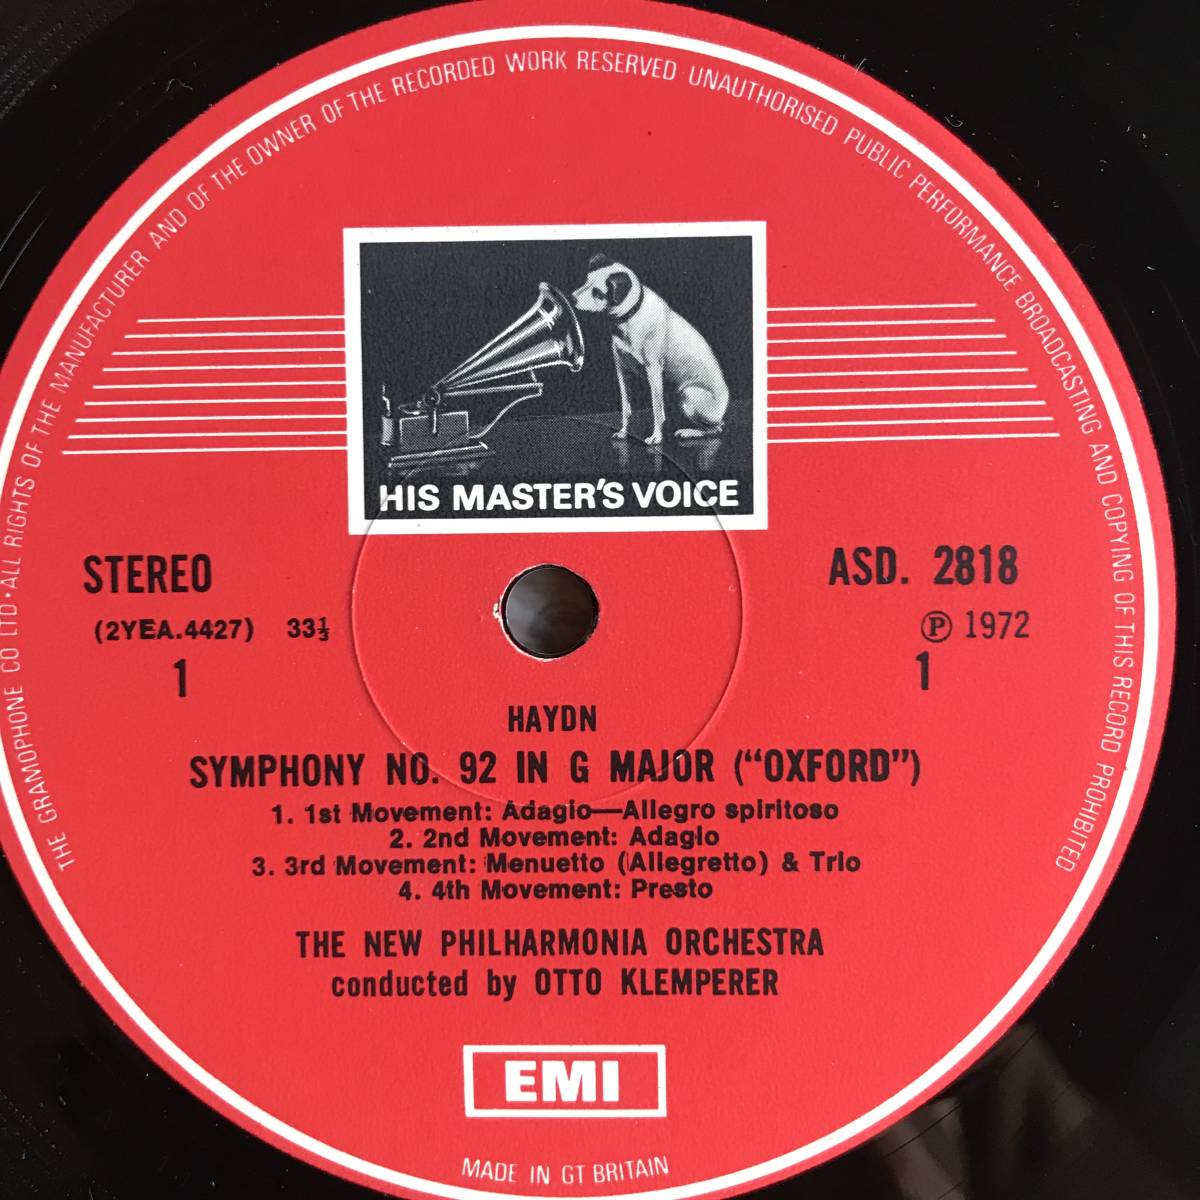 THE GRAMOPHONE CO LTD · ALL RIGHTS OF THE MANUFACTURER AND OF THE OWNER OF THE RECORDED WORK RESERVED · UNAUTHORISED PUBLIC PERFORMANCE BROADCASTING AND COPYING OF THIS RECORD PROHIBITED
HIS MASTER'S VOICE
STEREO
(2YEA.4427) 33⅓
1
ASD. 2818
Ⓟ 1972
1
HAYDN
SYMPHONY NO. 92 IN G MAJOR (“OXFORD”)
1. 1st Movement: Adagio—Allegro spiritoso
2. 2nd Movement: Adagio
3. 3rd Movement: Menuetto (Allegretto) & Trio
4. 4th Movement: Presto
THE NEW PHILHARMONIA ORCHESTRA
conducted by OTTO KLEMPERER
EMI
MADE IN GT BRITAIN